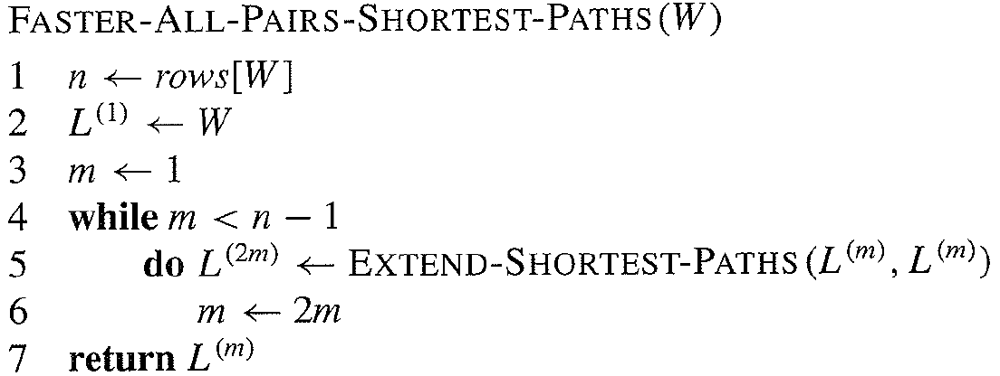 FASTER-ALL-PAIRS-SHORTEST-PATHS(W)
1 n ← rows[W]
2 L^(1) ← W
3 m ← 1
4 while m < n − 1
5 do L^(2m) ← EXTEND-SHORTEST-PATHS(L^(m), L^(m))
6 m ← 2m
7 return L^(m)